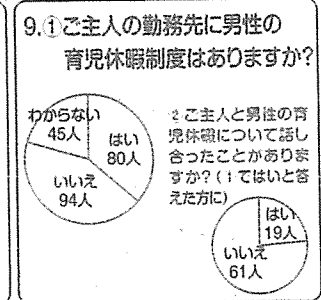 9.①ご主人の勤務先に男性の
育児休暇制度はありますか?
わからない
45人
はい
80人
いいえ
94人
②ご主人と男性の育
児休暇について話し
合ったことがありま
すか?(1ではいと答
えた方に)
はい
19人
いいえ
61人